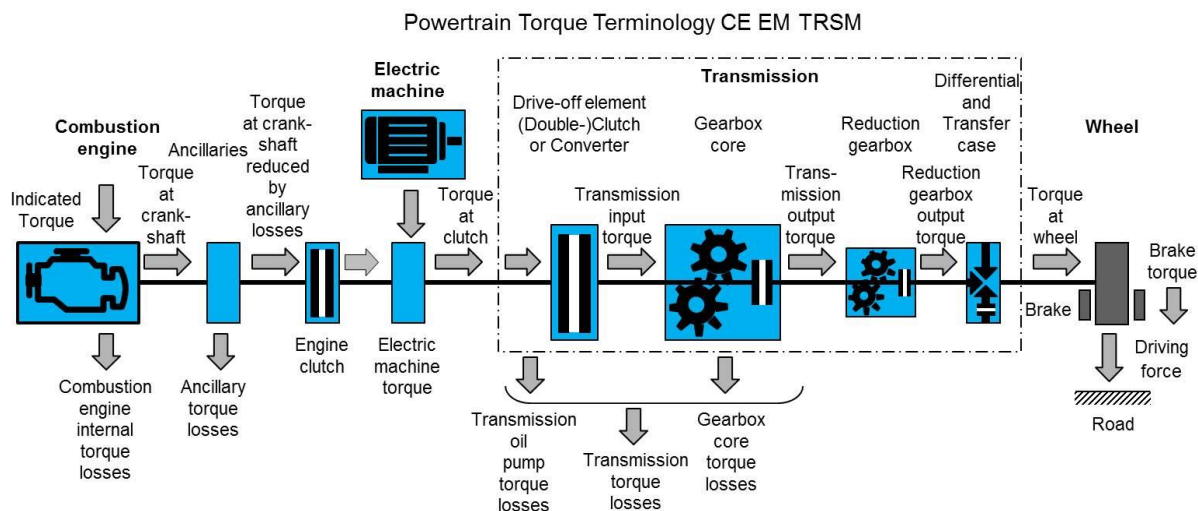 Powertrain Torque Terminology CE EM TRSM
Combustion
engine
Indicated
Torque
Torque
at
crank-
shaft
Ancillaries
Torque
at crank-
shaft
reduced
by
ancillary
losses
Electric
machine
Torque
at
clutch
Transmission
Drive-off element
(Double-)Clutch
or Converter
Transmission
input
torque
Gearbox
core
Trans-
mission
output
torque
Reduction
gearbox
Reduction
gearbox
output
torque
Differential
and
Transfer
case
Torque
at
wheel
Wheel
Brake
torque
Brake
Driving
force
Road
Combustion
engine
internal
torque
losses
Ancillary
torque
losses
Engine
clutch
Electric
machine
torque
Transmission
oil
pump
torque
losses
Transmission
torque
losses
Gearbox
core
torque
losses